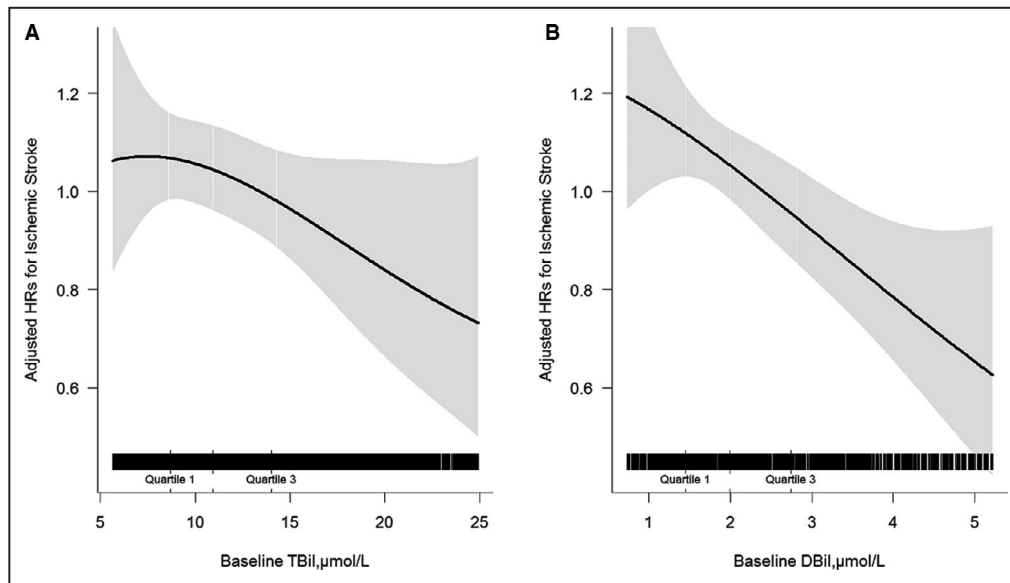 A
Adjusted HRs for Ischemic Stroke
1.2
1.0
0.8
0.6
Quartile 1 Quartile 3
5 10 15 20 25
Baseline TBil,µmol/L
B
Adjusted HRs for Ischemic Stroke
1.2
1.0
0.8
0.6
Quartile 1 Quartile 3
1 2 3 4 5
Baseline DBil,µmol/L